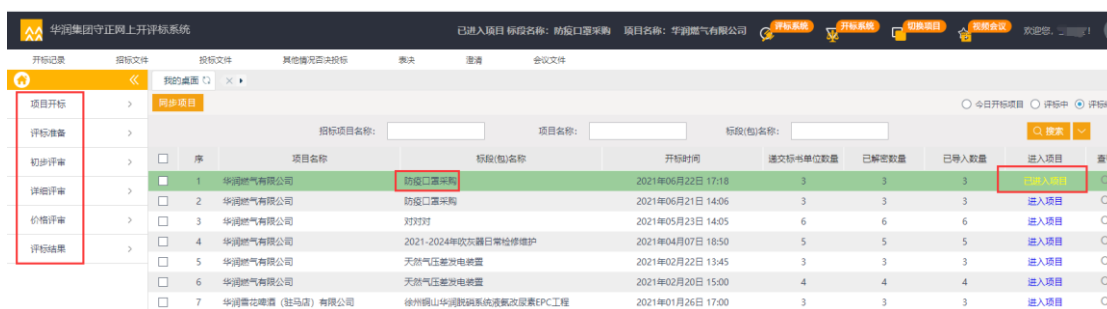 华润集团守正网上开评标系统 已进入项目 标段名称：防疫口罩采购 项目名称：华润燃气有限公司 评标系统 开标系统 切换项目 视频会议 欢迎您，
开标记录 招标文件 投标文件 其他情况否决投标 表决 澄清 会议文件
我的桌面
项目开标
评标准备
初步评审
详细评审
价格评审
评标结果
同步项目 今日开标项目 评标中
招标项目名称： 项目名称： 标段(包)名称： 搜索
序 项目名称 标段(包)名称 开标时间 递交标书单位数量 已解密数量 已导入数量 进入项目
1 华润燃气有限公司 防疫口罩采购 2021年06月22日 17:18 3 3 3 已进入项目
2 华润燃气有限公司 防疫口罩采购 2021年06月21日 14:06 3 3 3 进入项目
3 华润燃气有限公司 对对对 2021年05月23日 14:05 6 6 6 进入项目
4 华润燃气有限公司 2021-2024年吹灰器日常检修维护 2021年04月07日 18:50 5 5 5 进入项目
5 华润燃气有限公司 天然气压差发电装置 2021年02月22日 13:45 3 3 3 进入项目
6 华润燃气有限公司 天然气压差发电装置 2021年02月20日 15:00 4 4 4 进入项目
7 华润雪花啤酒（驻马店）有限公司 徐州铜山华润脱硝系统液氨改尿素EPC工程 2021年01月26日 17:00 3 3 3 进入项目